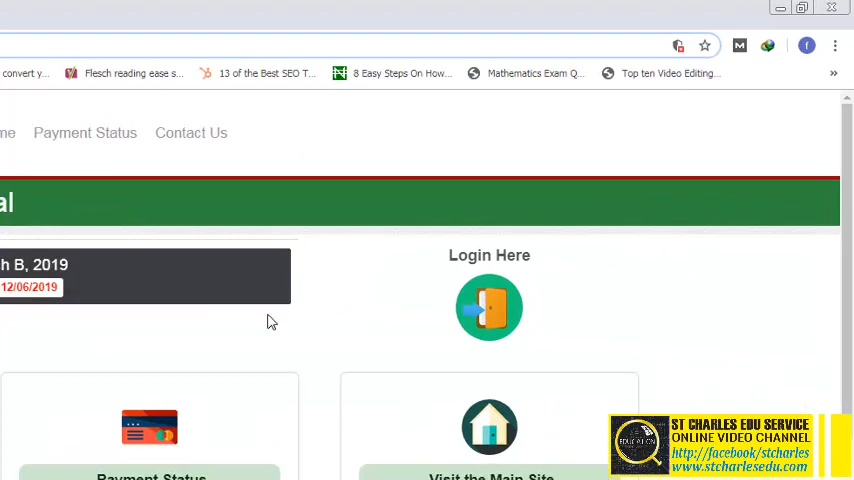 convert y...
Flesch reading ease s...
13 of the Best SEO T...
8 Easy Steps On How...
Mathematics Exam Q...
Top ten Video Editing...
me
Payment Status
Contact Us
al
h B, 2019
12/06/2019
Login Here
Payment Status
Visit the Main Site
EDUCATION
ST CHARLES EDU SERVICE
ONLINE VIDEO CHANNEL
http://facebook/stcharles
www.stcharlesedu.com